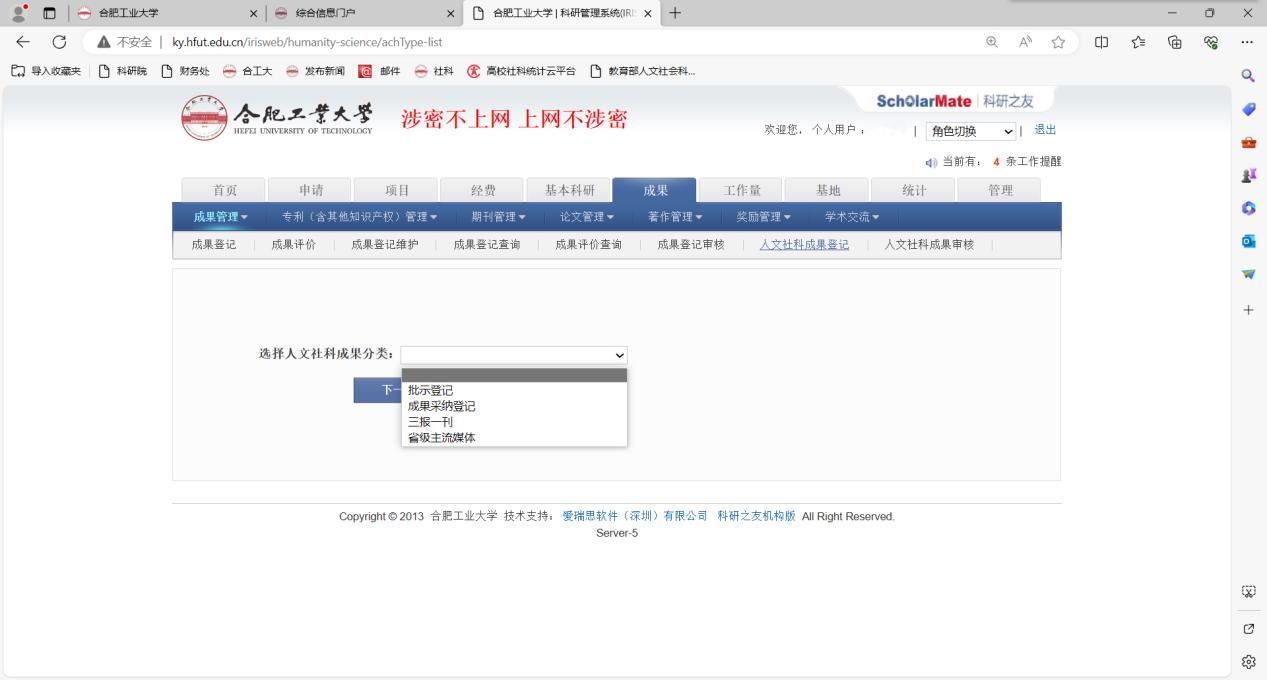 合肥工业大学
综合信息门户
合肥工业大学 | 科研管理系统(IRI
不安全 | ky.hfut.edu.cn/irisweb/humanity-science/achType-list
导入收藏夹 科研院 财务处 合工大 发布新闻 邮件 社科 高校社科统计云平台 教育部人文社会科...
合肥工業大学
HEFEI UNIVERSITY OF TECHNOLOGY
涉密不上网 上网不涉密
SchOlarMate 科研之友
欢迎您, 个人用户: | 角色切换 | 退出
当前有: 4 条工作提醒
首页 申请 项目 经费 基本科研 成果 工作量 基地 统计 管理
成果管理 专利（含其他知识产权）管理 期刊管理 论文管理 著作管理 奖励管理 学术交流
成果登记 成果评价 成果登记维护 成果登记查询 成果评价查询 成果登记审核 人文社科成果登记 人文社科成果审核
选择人文社科成果分类:
下一
批示登记
成果采纳登记
三报一刊
省级主流媒体
Copyright © 2013 合肥工业大学 技术支持: 爱瑞思软件（深圳）有限公司 科研之友机构版 All Right Reserved.
Server-5